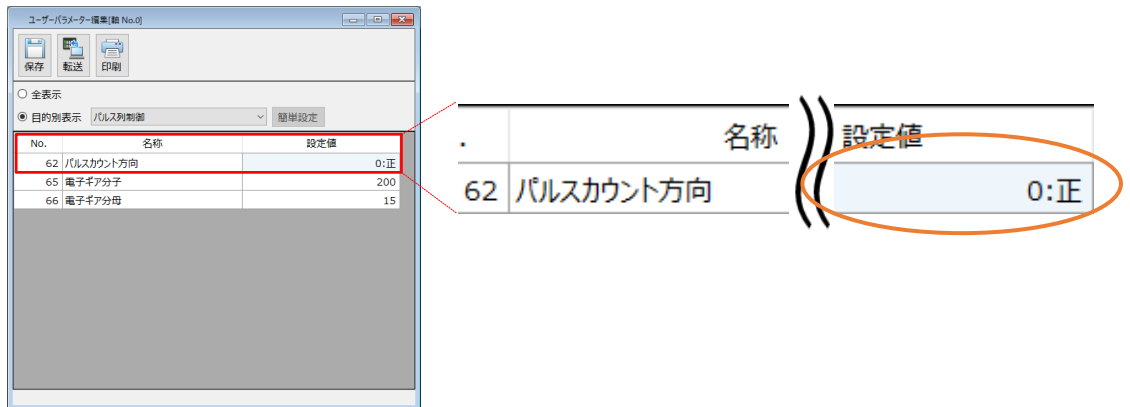 ユーザーパラメーター編集[軸 No.0]
保存 転送 印刷
全表示
目的別表示 パルス列制御 簡単設定
No. 名称 設定値
62 パルスカウント方向 0:正
65 電子ギア分子 200
66 電子ギア分母 15
. 名称 設定値
62 パルスカウント方向 0:正